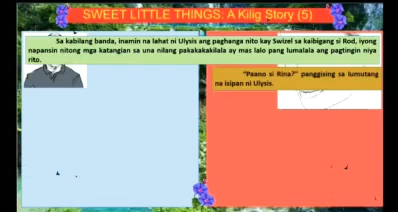 SWEET LITTLE THINGS: A Kilig Story (5)
Sa kabilang banda, inamin na lahat ni Ulysis ang paghanga nito kay Swizel sa kaibigang si Rod, iyong
napansin nitong mga katangian sa una nilang pakakakakilala ay mas lalo pang lumalala ang pagtingin niya
rito.
"Paano si Rina?" panggising sa lumutang
na isipan ni Ulysis.